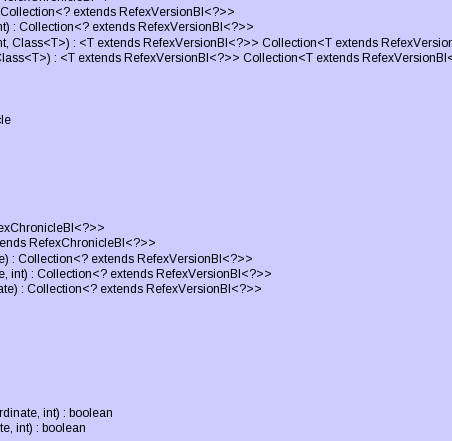 Collection<? extends RefexVersionBI<?>>
nt) : Collection<? extends RefexVersionBI<?>>
nt, Class<T>) : <T extends RefexVersionBI<?>> Collection<T extends RefexVersion
Class<T>) : <T extends RefexVersionBI<?>> Collection<T extends RefexVersionBI<
cle
exChronicleBI<?>>
tends RefexChronicleBI<?>>
e) : Collection<? extends RefexVersionBI<?>>
e, int) : Collection<? extends RefexVersionBI<?>>
ate) : Collection<? extends RefexVersionBI<?>>
rdinate, int) : boolean
te, int) : boolean